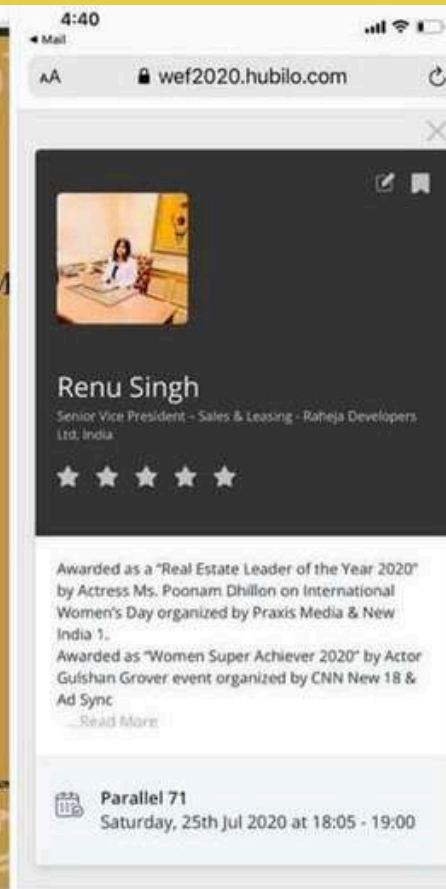 4:40
◀ Mail
AA wef2020.hubilo.com
Renu Singh
Senior Vice President - Sales & Leasing - Raheja Developers
Ltd, India
Awarded as a "Real Estate Leader of the Year 2020"
by Actress Ms. Poonam Dhillon on International
Women's Day organized by Praxis Media & New
India 1.
Awarded as "Women Super Achiever 2020" by Actor
Gulshan Grover event organized by CNN New 18 &
Ad Sync
...Read More
Parallel 71
Saturday, 25th Jul 2020 at 18:05 - 19:00